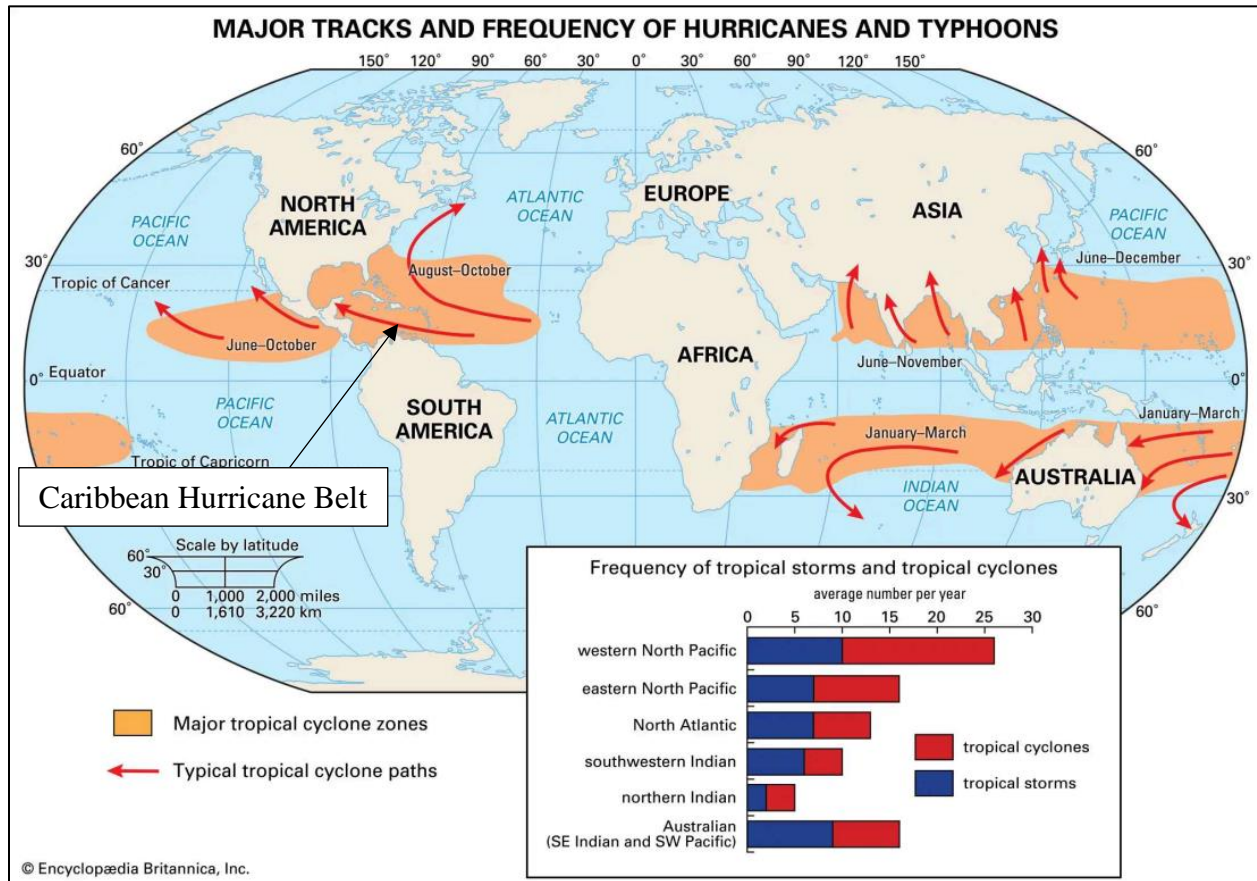 MAJOR TRACKS AND FREQUENCY OF HURRICANES AND TYPHOONS
150° 120° 90° 60° 30° 0° 30° 60° 90° 120° 150°
60°
60°
NORTH
AMERICA
EUROPE
ASIA
PACIFIC
OCEAN
ATLANTIC
OCEAN
PACIFIC
OCEAN
June–December
30°
30°
August–October
Tropic of Cancer
June–October
AFRICA
June–November
0°
Equator
0°
PACIFIC
OCEAN
SOUTH
AMERICA
ATLANTIC
OCEAN
January–March
January–March
Tropic of Capricorn
Caribbean Hurricane Belt
INDIAN
OCEAN
AUSTRALIA
30°
Scale by latitude
60°
30°
0 1,000 2,000 miles
0 1,610 3,220 km
60°
60°
Frequency of tropical storms and tropical cyclones
average number per year
0 5 10 15 20 25 30
western North Pacific
eastern North Pacific
North Atlantic
southwestern Indian
northern Indian
Australian
(SE Indian and SW Pacific)
tropical cyclones
tropical storms
Major tropical cyclone zones
Typical tropical cyclone paths
© Encyclopædia Britannica, Inc.